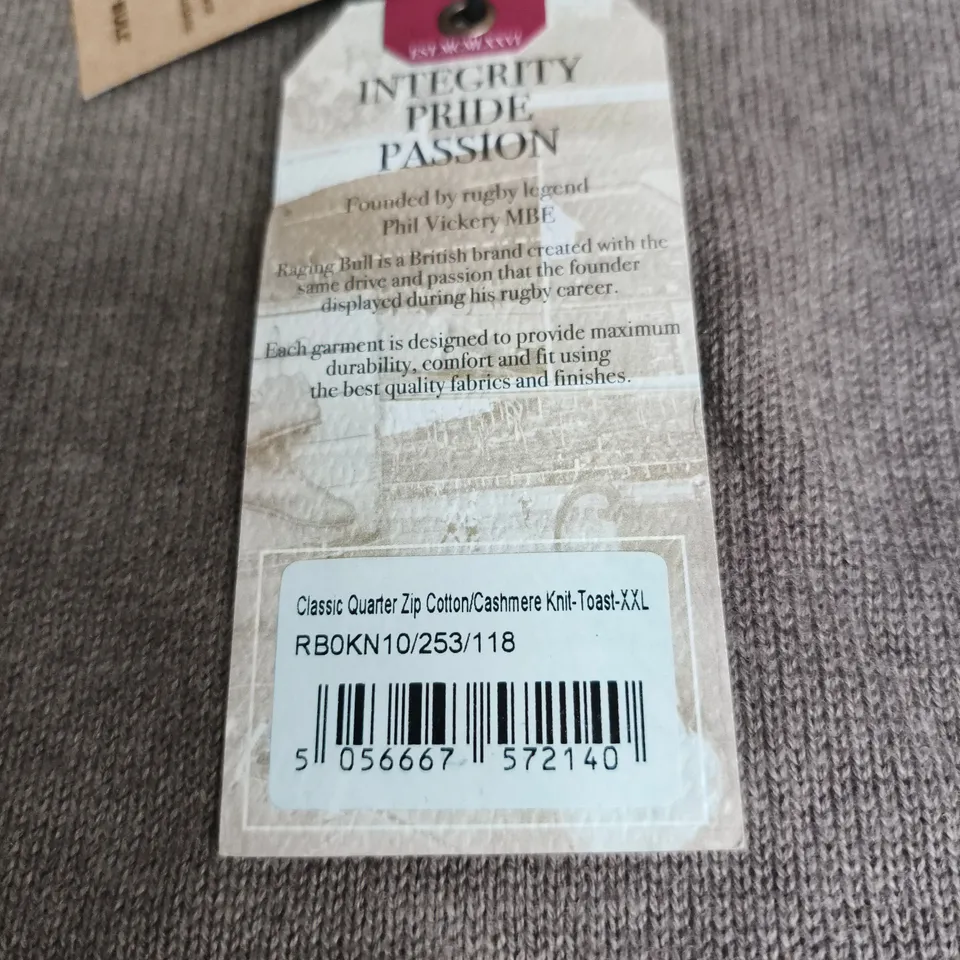 INTEGRITY
PRIDE
PASSION
Founded by rugby legend
Phil Vickery MBE
Raging Bull is a British brand created with the
same drive and passion that the founder
displayed during his rugby career.
Each garment is designed to provide maximum
durability, comfort and fit using
the best quality fabrics and finishes.
Classic Quarter Zip Cotton/Cashmere Knit-Toast-XXL
RB0KN10/253/118
5 056667 572140